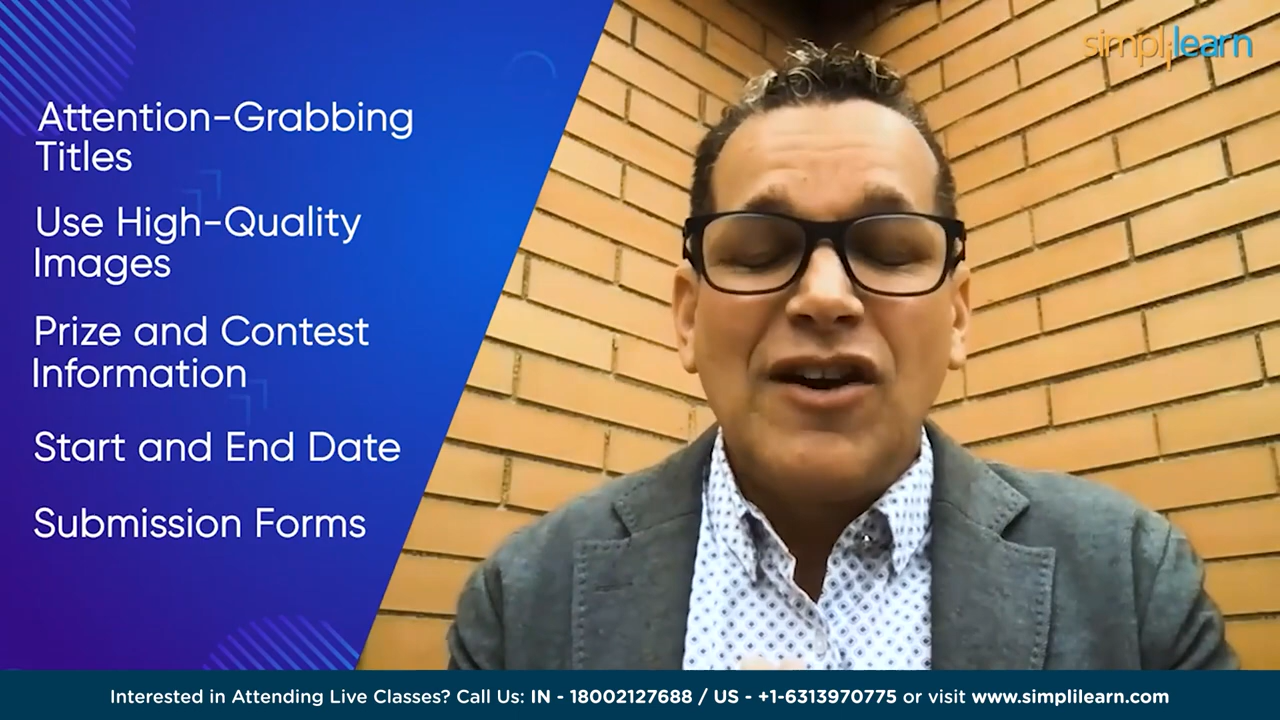 simplilearn
Attention-Grabbing
Titles
Use High-Quality
Images
Prize and Contest
Information
Start and End Date
Submission Forms
Interested in Attending Live Classes? Call Us: IN - 18002127688 / US - +1-6313970775 or visit www.simplilearn.com